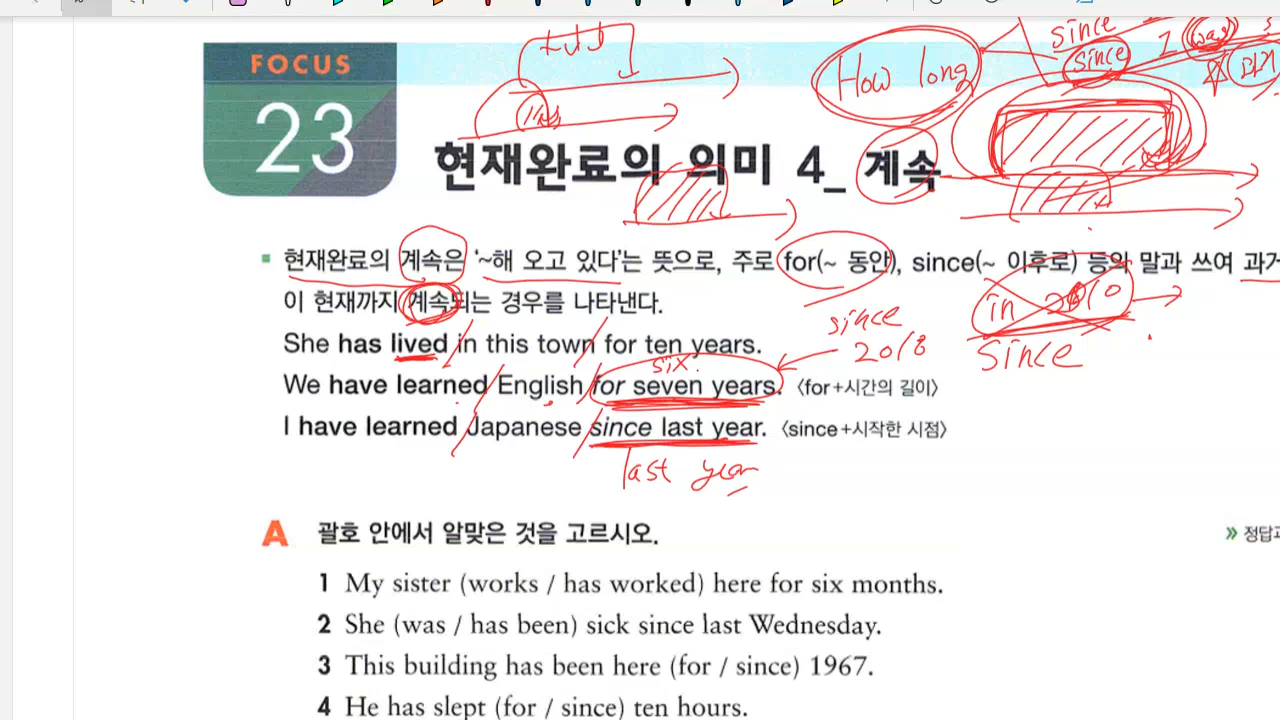 since
How long
since I was
FOCUS
23
현재완료의 의미 4_ 계속
현재완료의 계속은 '~해 오고 있다'는 뜻으로, 주로 for(~ 동안), since(~ 이후로) 등의 말과 쓰여 과거
이 현재까지 계속되는 경우를 나타낸다.
in 2010
since
since
2018
She has lived in this town for ten years.
six
We have learned English for seven years. 〈for+시간의 길이〉
I have learned Japanese since last year. 〈since+시작한 시점〉
last year
A 괄호 안에서 알맞은 것을 고르시오.
» 정답과
1 My sister (works / has worked) here for six months.
2 She (was / has been) sick since last Wednesday.
3 This building has been here (for / since) 1967.
4 He has slept (for / since) ten hours.